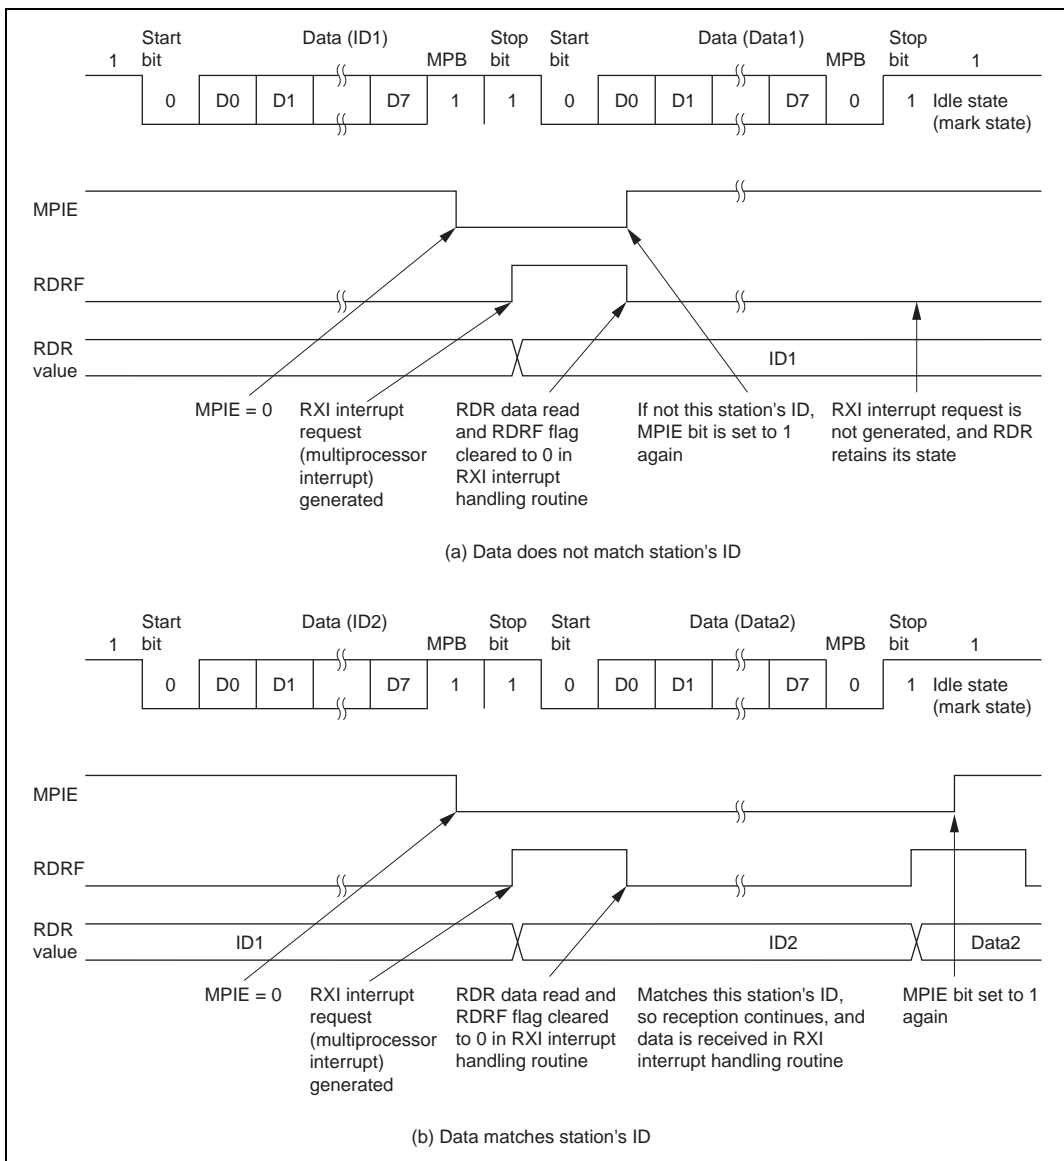 Start Data (ID1) Stop Start Data (Data1) Stop
1 bit MPB bit bit MPB bit 1
0 D0 D1 D7 1 1 0 D0 D1 D7 0 1 Idle state
(mark state)
MPIE
RDRF
RDR
value
ID1
MPIE = 0
RXI interrupt
request
(multiprocessor
interrupt)
generated
RDR data read
and RDRF flag
cleared to 0 in
RXI interrupt
handling routine
If not this station's ID,
MPIE bit is set to 1
again
RXI interrupt request is
not generated, and RDR
retains its state
(a) Data does not match station's ID
Start Data (ID2) Stop Start Data (Data2) Stop
1 bit MPB bit bit MPB bit 1
0 D0 D1 D7 1 1 0 D0 D1 D7 0 1 Idle state
(mark state)
MPIE
RDRF
RDR
value
ID1 ID2 Data2
MPIE = 0
RXI interrupt
request
(multiprocessor
interrupt)
generated
RDR data read and
RDRF flag cleared
to 0 in RXI interrupt
handling routine
Matches this station's ID,
so reception continues, and
data is received in RXI
interrupt handling routine
MPIE bit set to 1
again
(b) Data matches station's ID